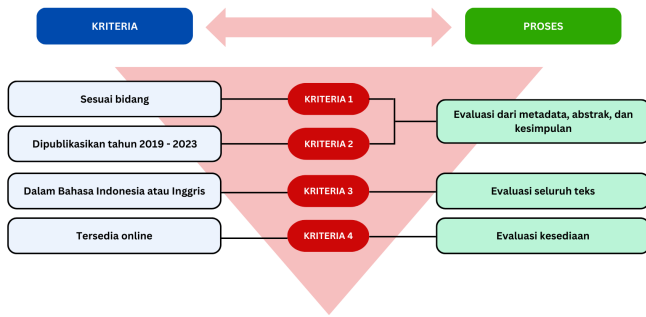 KRITERIA
PROSES
Sesuai bidang
KRITERIA 1
Evaluasi dari metadata, abstrak, dan
kesimpulan
Dipublikasikan tahun 2019 - 2023
KRITERIA 2
Dalam Bahasa Indonesia atau Inggris
KRITERIA 3
Evaluasi seluruh teks
Tersedia online
KRITERIA 4
Evaluasi kesediaan